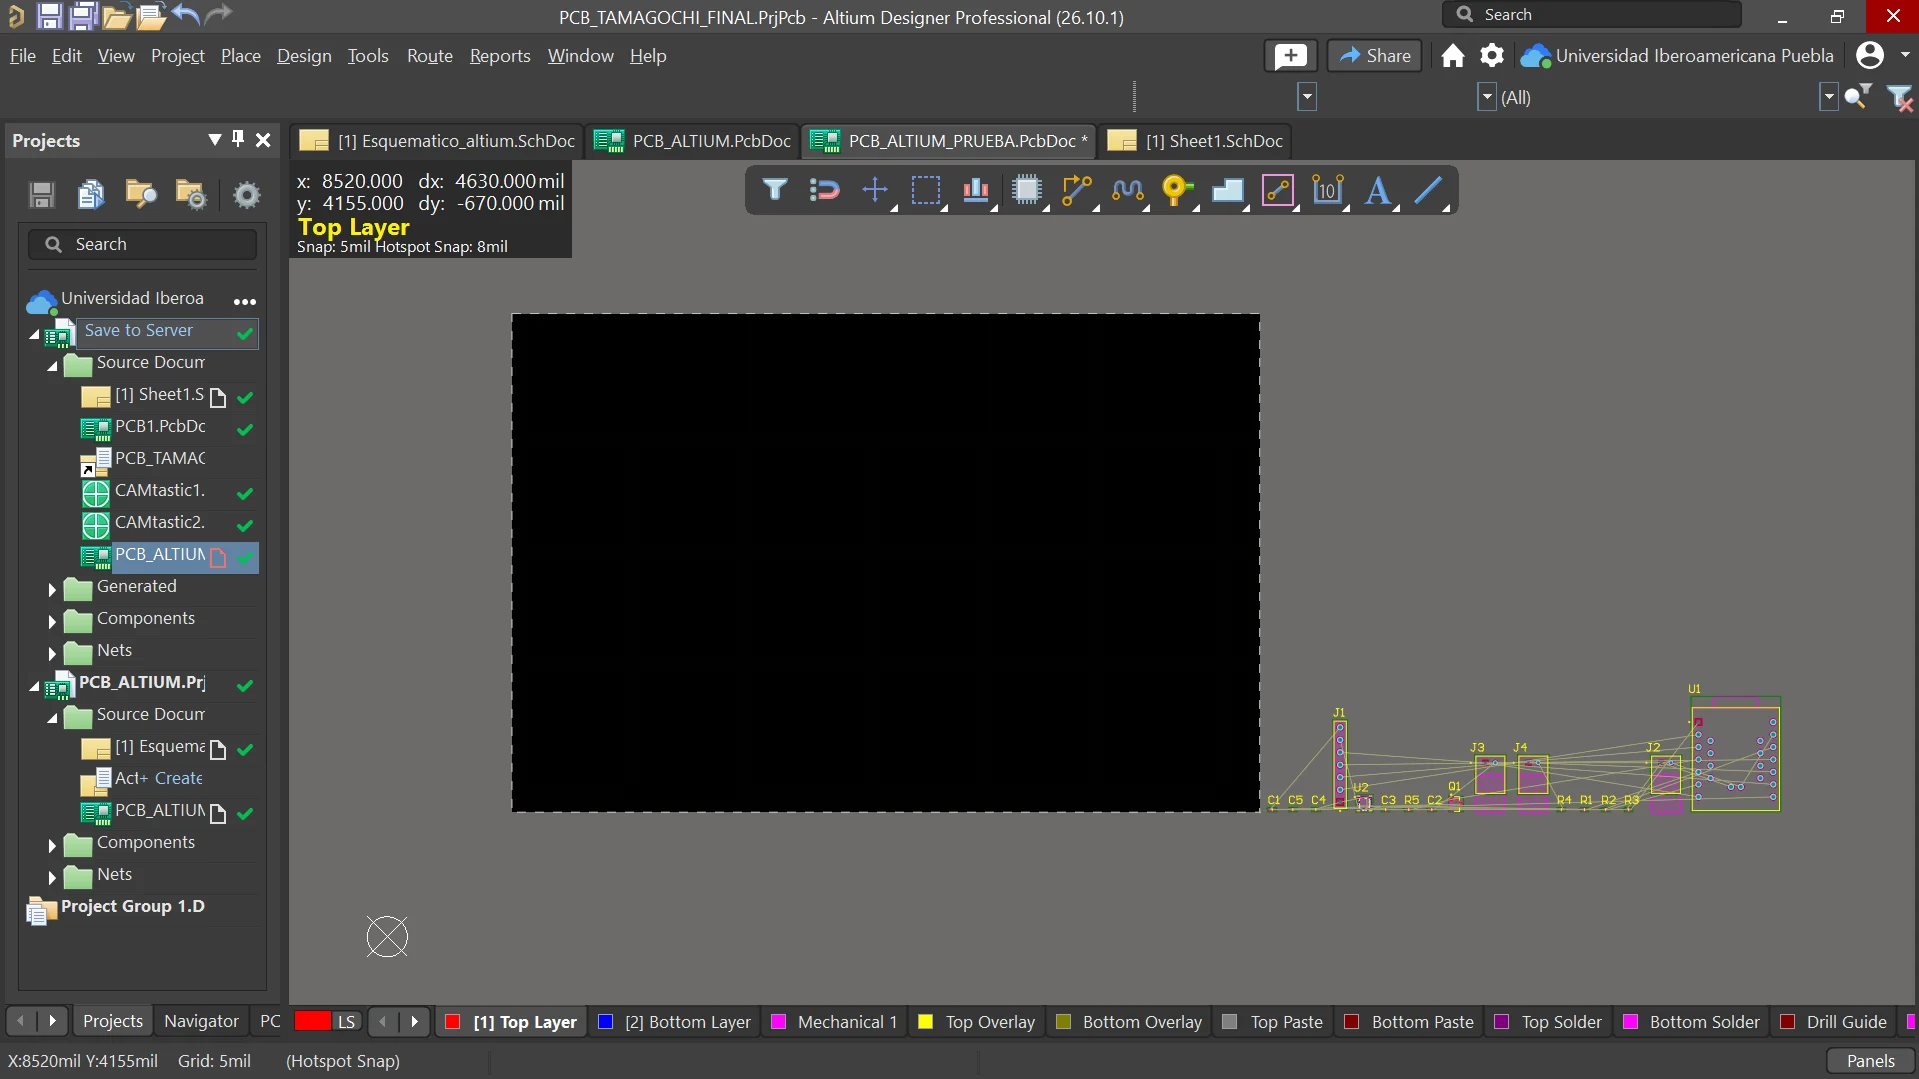 PCB_TAMAGOCHI_FINAL.PrjPcb - Altium Designer Professional (26.10.1)
Search
File Edit View Project Place Design Tools Route Reports Window Help
Share
Universidad Iberoamericana Puebla
(All)
Projects
[1] Esquematico_altium.SchDoc
PCB_ALTIUM.PcbDoc
PCB_ALTIUM_PRUEBA.PcbDoc *
[1] Sheet1.SchDoc
x: 8520.000 dx: 4630.000 mil
y: 4155.000 dy: -670.000 mil
Top Layer
Snap: 5mil Hotspot Snap: 8mil
10
A
Search
Universidad Iberoa
Save to Server
Source Docum
[1] Sheet1.S
PCB1.PcbDc
PCB_TAMAG
CAMtastic1.
CAMtastic2.
PCB_ALTIUM
Generated
Components
Nets
PCB_ALTIUM.Prj
Source Docum
[1] Esquema
Act+ Create
PCB_ALTIUM
Components
Nets
Project Group 1.D
U1
J1
J3 J4 J2
U2 Q1
C1 C5 C4 C3 R5 C2 R4 R1 R2 R3
Projects Navigator PC
LS
[1] Top Layer
[2] Bottom Layer
Mechanical 1
Top Overlay
Bottom Overlay
Top Paste
Bottom Paste
Top Solder
Bottom Solder
Drill Guide
X:8520mil Y:4155mil Grid: 5mil (Hotspot Snap)
Panels